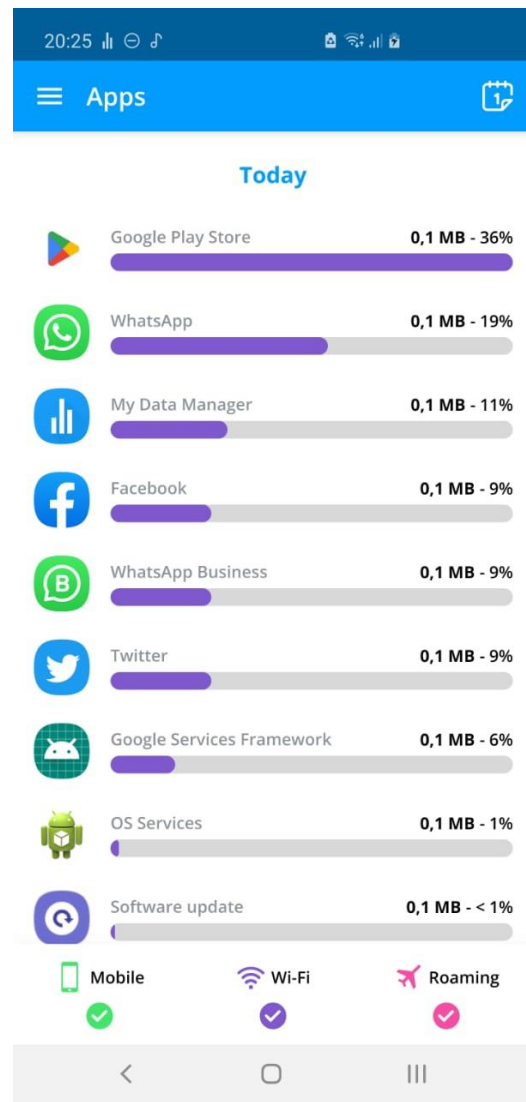 20:25
Apps
1
Today
Google Play Store 0,1 MB - 36%
WhatsApp 0,1 MB - 19%
My Data Manager 0,1 MB - 11%
Facebook 0,1 MB - 9%
WhatsApp Business 0,1 MB - 9%
Twitter 0,1 MB - 9%
Google Services Framework 0,1 MB - 6%
OS Services 0,1 MB - 1%
Software update 0,1 MB - < 1%
Mobile Wi-Fi Roaming